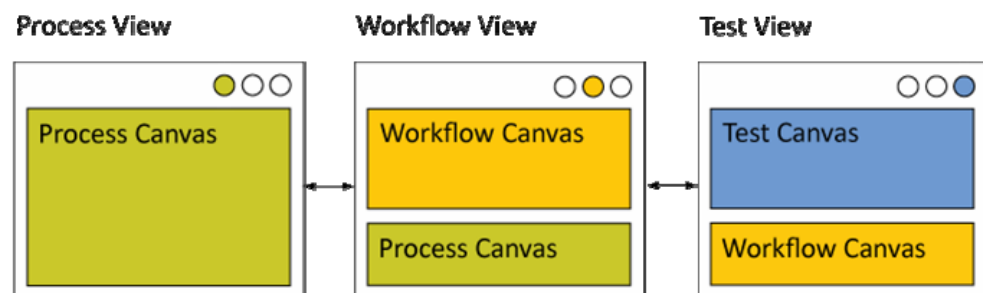 Process View
Workflow View
Test View
Process Canvas
Workflow Canvas
Test Canvas
Process Canvas
Workflow Canvas